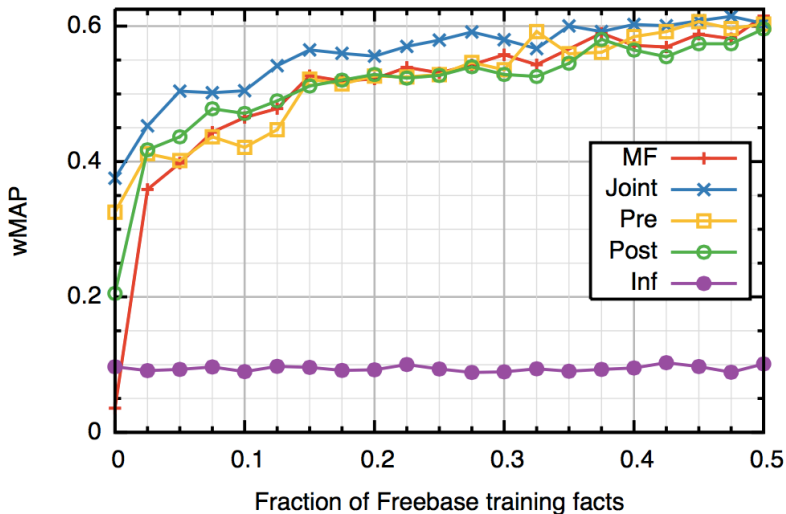 0.6
0.4
0.2
0
wMAP
MF
Joint
Pre
Post
Inf
0 0.1 0.2 0.3 0.4 0.5
Fraction of Freebase training facts